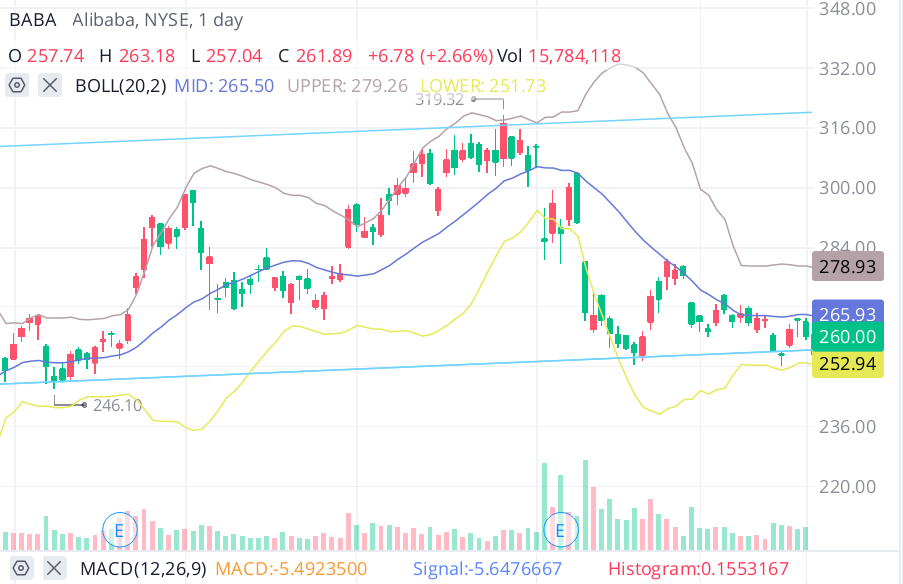 BABA Alibaba, NYSE, 1 day
348.00
O 257.74 H 263.18 L 257.04 C 261.89 +6.78 (+2.66%) Vol 15,784,118
332.00
BOLL(20,2) MID: 265.50 UPPER: 279.26 LOWER: 251.73
319.32
316.00
300.00
284.00
278.93
265.93
260.00
252.94
246.10
236.00
220.00
E E
MACD(12,26,9) MACD:-5.4923500 Signal:-5.6476667 Histogram:0.1553167